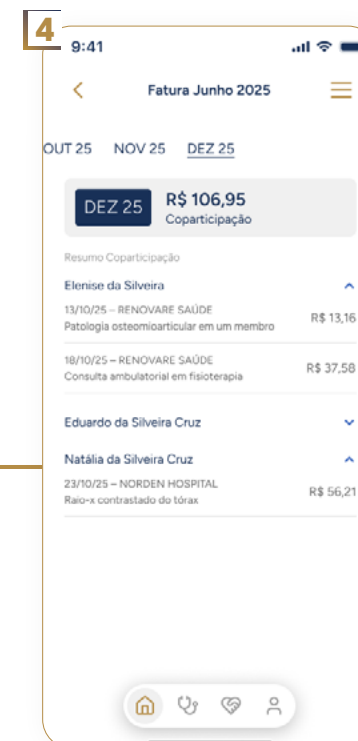 4
9:41
Fatura Junho 2025
OUT 25 NOV 25 DEZ 25
DEZ 25
R$ 106,95
Coparticipação
Resumo Coparticipação
Elenise da Silveira
13/10/25 – RENOVARE SAÚDE
Patologia osteomioarticular em um membro
R$ 13,16
18/10/25 – RENOVARE SAÚDE
Consulta ambulatorial em fisioterapia
R$ 37,58
Eduardo da Silveira Cruz
Natália da Silveira Cruz
23/10/25 – NORDEN HOSPITAL
Raio-x contrastado do tórax
R$ 56,21